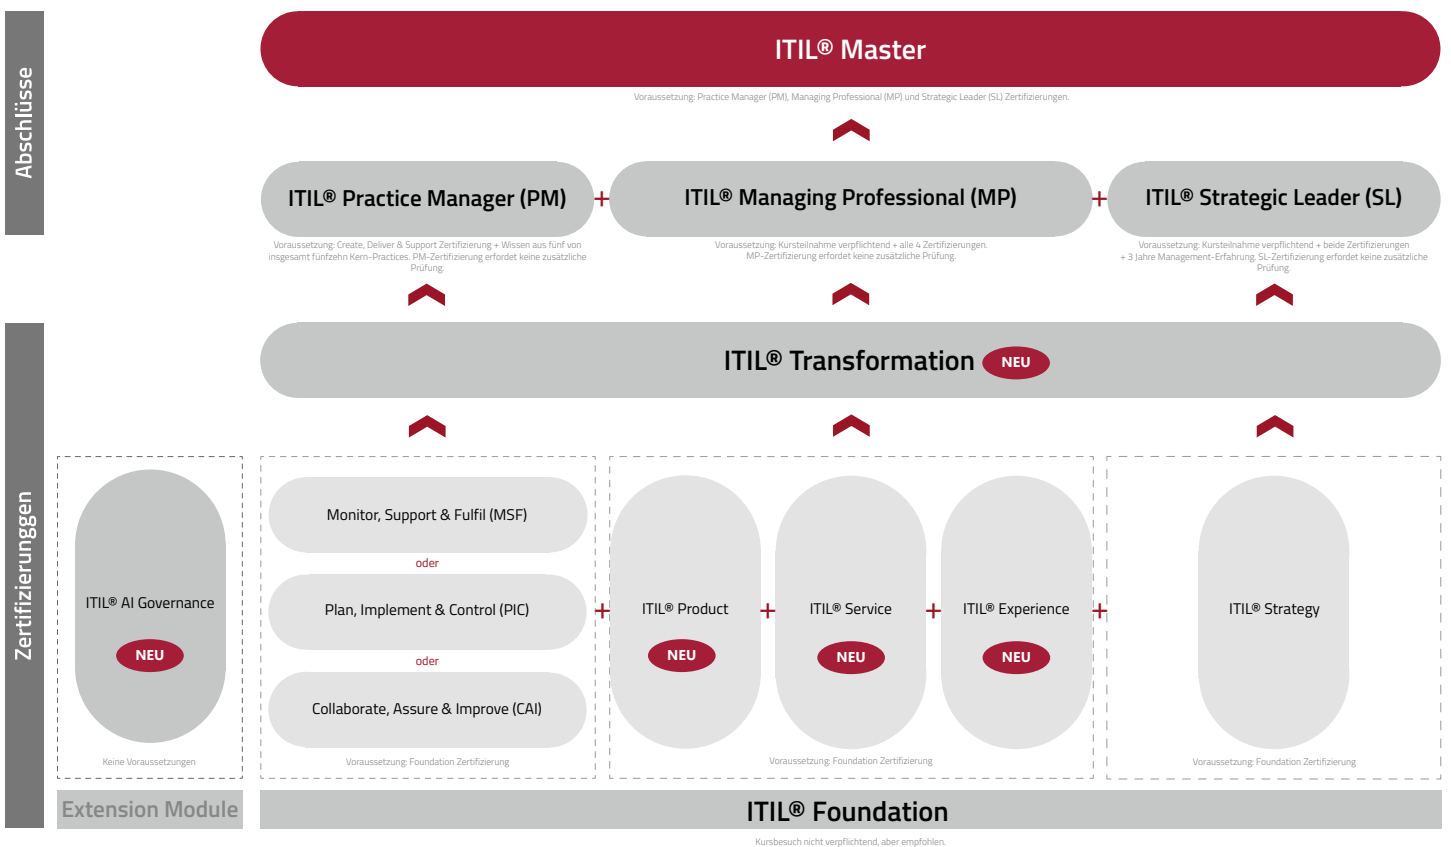 Abschlüsse
ITIL® Master
Voraussetzung: Practice Manager (PM), Managing Professional (MP) und Strategic Leader (SL) Zertifizierungen.
ITIL® Practice Manager (PM)
+
ITIL® Managing Professional (MP)
+
ITIL® Strategic Leader (SL)
Voraussetzung: Create, Deliver & Support Zertifizierung + Wissen aus fünf von
insgesamt fünfzehn Kern-Practices. PM-Zertifizierung erfordet keine zusätzliche
Prüfung.
Voraussetzung: Kursteilnahme verpflichtend + alle 4 Zertifizierungen.
MP-Zertifizierung erfordet keine zusätzliche Prüfung.
Voraussetzung: Kursteilnahme verpflichtend + beide Zertifizierungen
+ 3 Jahre Management-Erfahrung. SL-Zertifizierung erfordet keine zusätzliche
Prüfung.
Zertifizierunggen
ITIL® Transformation
NEU
ITIL® AI Governance
NEU
Keine Voraussetzungen
Monitor, Support & Fulfil (MSF)
oder
Plan, Implement & Control (PIC)
oder
Collaborate, Assure & Improve (CAI)
Voraussetzung: Foundation Zertifizierung
+
ITIL® Product
NEU
+
ITIL® Service
NEU
+
ITIL® Experience
NEU
Voraussetzung: Foundation Zertifizierung
+
ITIL® Strategy
Voraussetzung: Foundation Zertifizierung
Extension Module
ITIL® Foundation
Kursbesuch nicht verpflichtend, aber empfohlen.